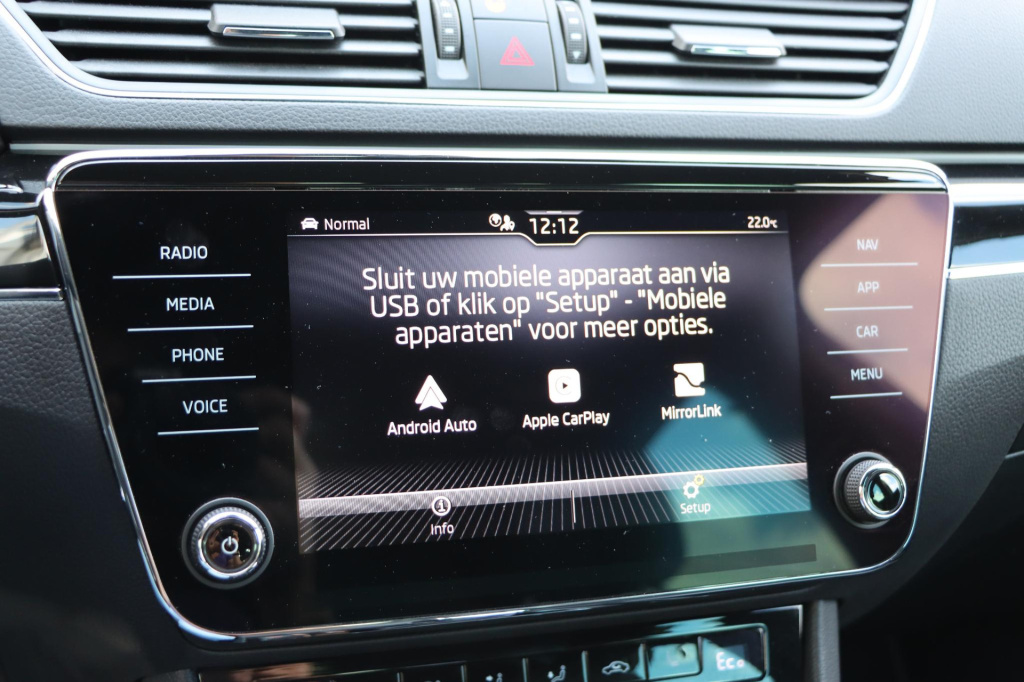 Normal
12:12
22.0°C
RADIO
MEDIA
PHONE
VOICE
Sluit uw mobiele apparaat aan via
USB of klik op "Setup" - "Mobiele
apparaten" voor meer opties.
Android Auto
Apple CarPlay
MirrorLink
Info
Setup
NAV
APP
CAR
MENU